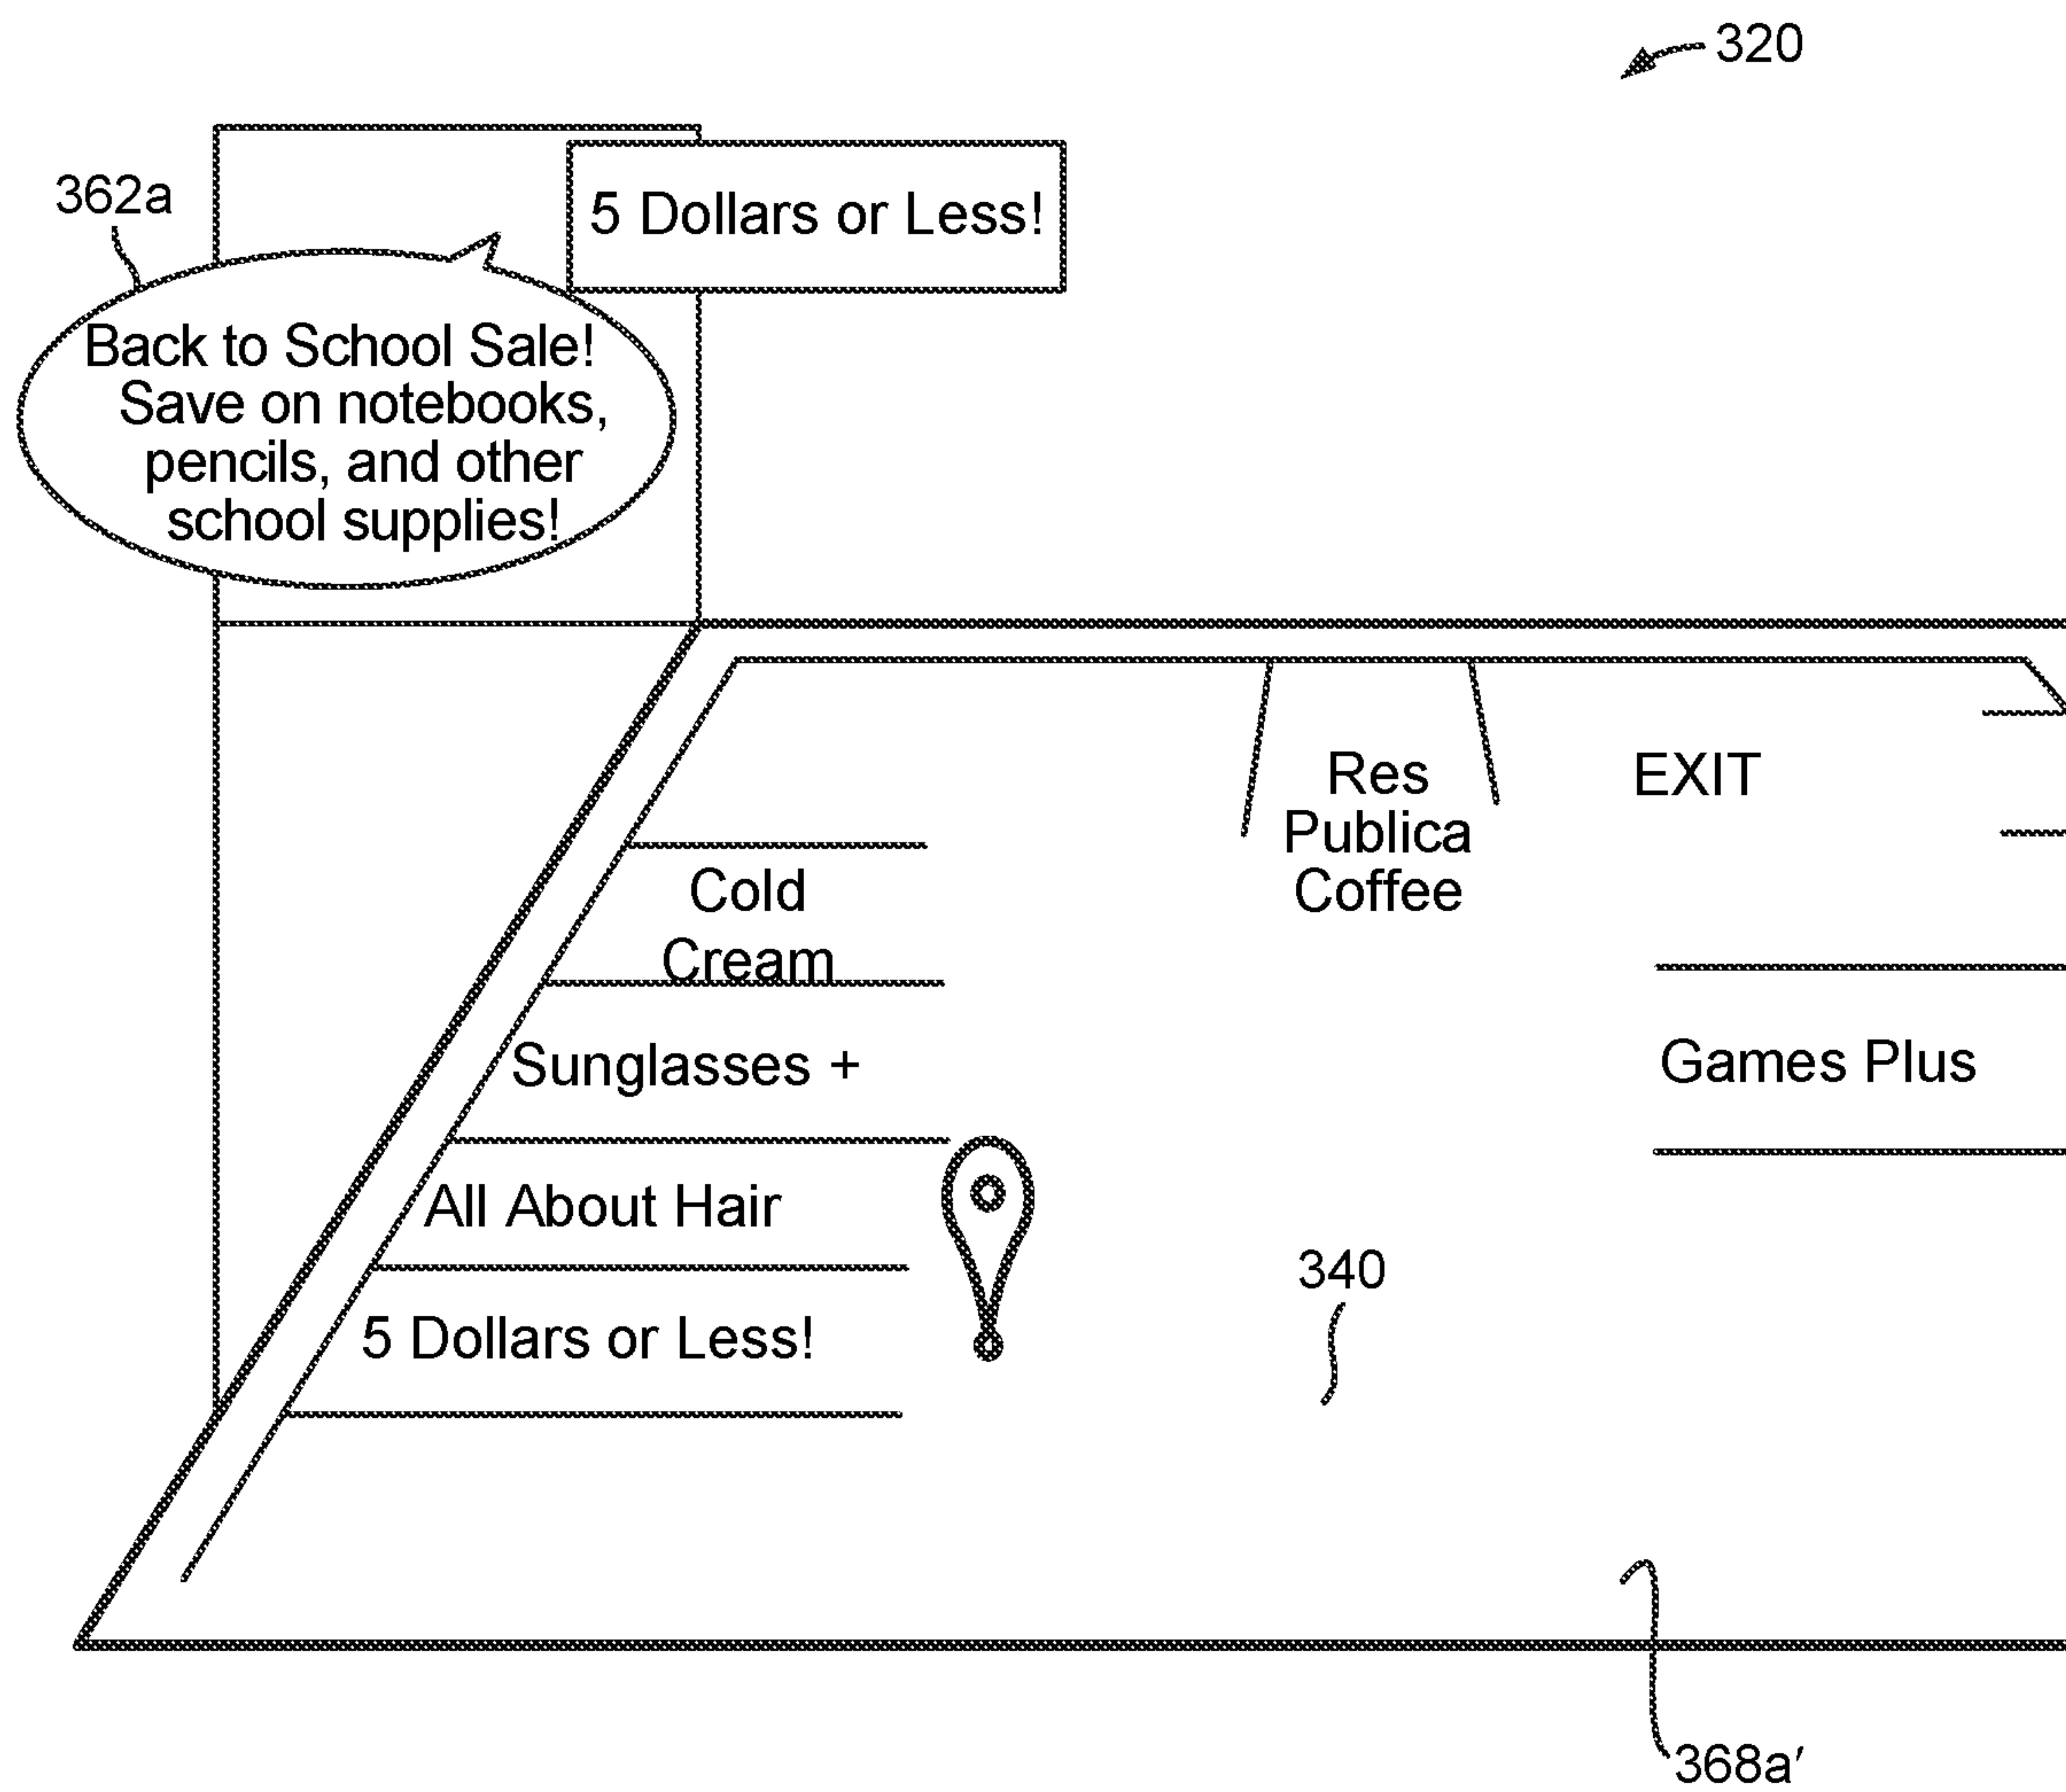 320
362a
5 Dollars or Less!
Back to School Sale!
Save on notebooks,
pencils, and other
school supplies!
Res
Publica
Coffee
EXIT
Cold
Cream
Sunglasses +
Games Plus
All About Hair
340
5 Dollars or Less!
368a′